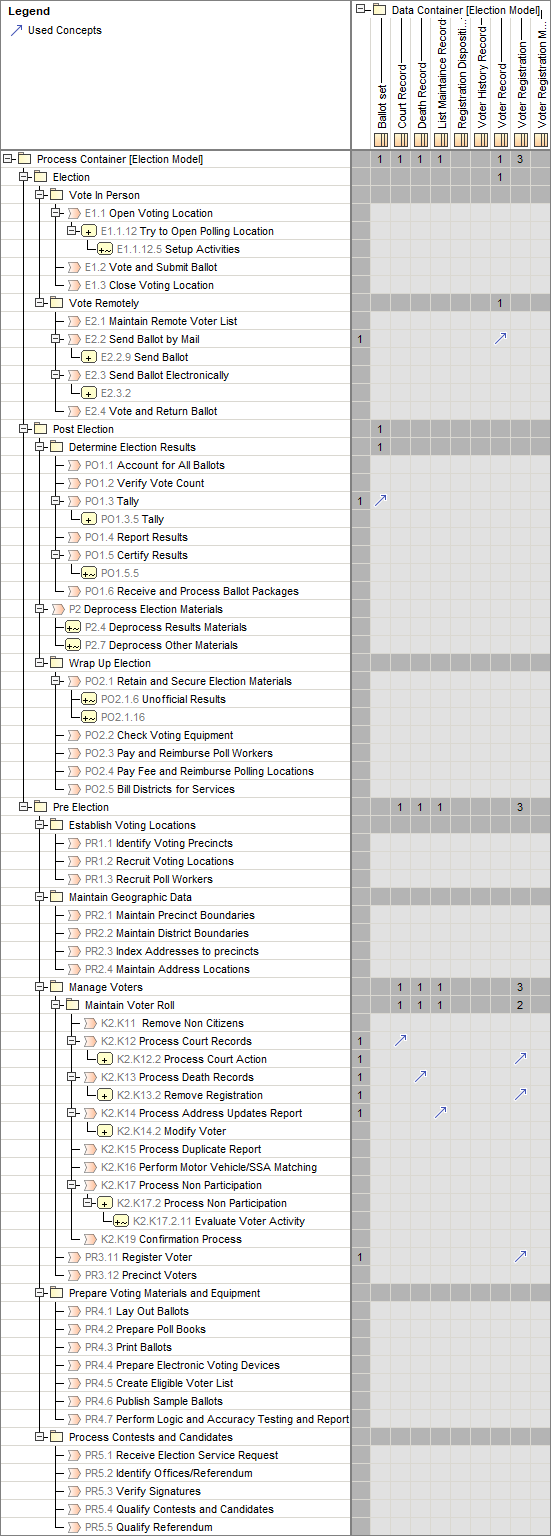 Legend
Used Concepts
Data Container [Election Model]
Ballot set
Court Record
Death Record
List Maintaince Record
Registration Dispositi...
Voter History Record
Voter Record
Voter Registration
Voter Registration M...
Process Container [Election Model] 1 1 1 1 1 3
Election 1
Vote In Person
E1.1 Open Voting Location
E1.1.12 Try to Open Polling Location
E1.1.12.5 Setup Activities
E1.2 Vote and Submit Ballot
E1.3 Close Voting Location
Vote Remotely 1
E2.1 Maintain Remote Voter List
E2.2 Send Ballot by Mail 1
E2.2.9 Send Ballot
E2.3 Send Ballot Electronically
E2.3.2
E2.4 Vote and Return Ballot
Post Election 1
Determine Election Results 1
PO1.1 Account for All Ballots
PO1.2 Verify Vote Count
PO1.3 Tally 1
PO1.3.5 Tally
PO1.4 Report Results
PO1.5 Certify Results
PO1.5.5
PO1.6 Receive and Process Ballot Packages
P2 Deprocess Election Materials
P2.4 Deprocess Results Materials
P2.7 Deprocess Other Materials
Wrap Up Election
PO2.1 Retain and Secure Election Materials
PO2.1.6 Unofficial Results
PO2.1.16
PO2.2 Check Voting Equipment
PO2.3 Pay and Reimburse Poll Workers
PO2.4 Pay Fee and Reimburse Polling Locations
PO2.5 Bill Districts for Services
Pre Election 1 1 1 3
Establish Voting Locations
PR1.1 Identify Voting Precincts
PR1.2 Recruit Voting Locations
PR1.3 Recruit Poll Workers
Maintain Geographic Data
PR2.1 Maintain Precinct Boundaries
PR2.2 Maintain District Boundaries
PR2.3 Index Addresses to precincts
PR2.4 Maintain Address Locations
Manage Voters 1 1 1 3
Maintain Voter Roll 1 1 1 2
K2.K11 Remove Non Citizens
K2.K12 Process Court Records 1
K2.K12.2 Process Court Action 1
K2.K13 Process Death Records 1
K2.K13.2 Remove Registration 1
K2.K14 Process Address Updates Report 1
K2.K14.2 Modify Voter
K2.K15 Process Duplicate Report
K2.K16 Perform Motor Vehicle/SSA Matching
K2.K17 Process Non Participation
K2.K17.2 Process Non Participation
K2.K17.2.11 Evaluate Voter Activity
K2.K19 Confirmation Process
PR3.11 Register Voter 1
PR3.12 Precinct Voters
Prepare Voting Materials and Equipment
PR4.1 Lay Out Ballots
PR4.2 Prepare Poll Books
PR4.3 Print Ballots
PR4.4 Prepare Electronic Voting Devices
PR4.5 Create Eligible Voter List
PR4.6 Publish Sample Ballots
PR4.7 Perform Logic and Accuracy Testing and Report
Process Contests and Candidates
PR5.1 Receive Election Service Request
PR5.2 Identify Offices/Referendum
PR5.3 Verify Signatures
PR5.4 Qualify Contests and Candidates
PR5.5 Qualify Referendum